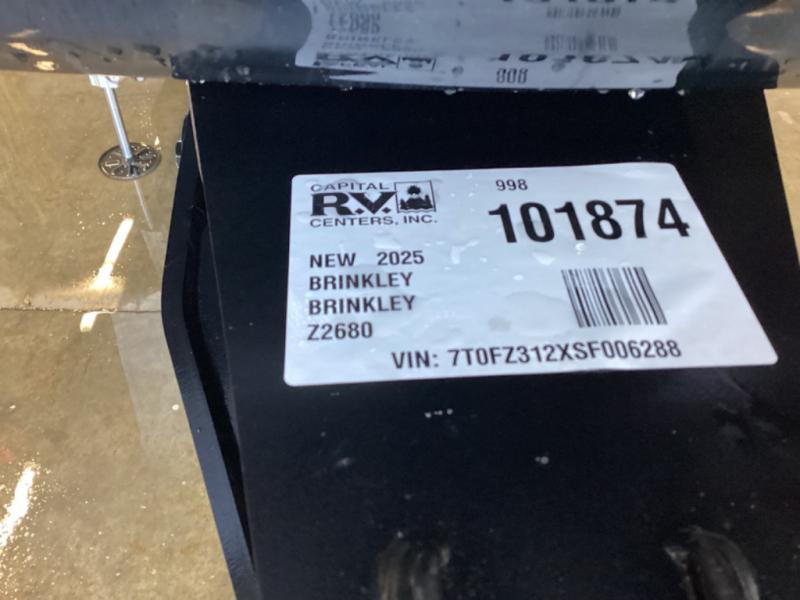 CAPITAL
R.V.
CENTERS, INC.
998
101874
NEW 2025
BRINKLEY
BRINKLEY
Z2680
VIN: 7T0FZ312XSF006288